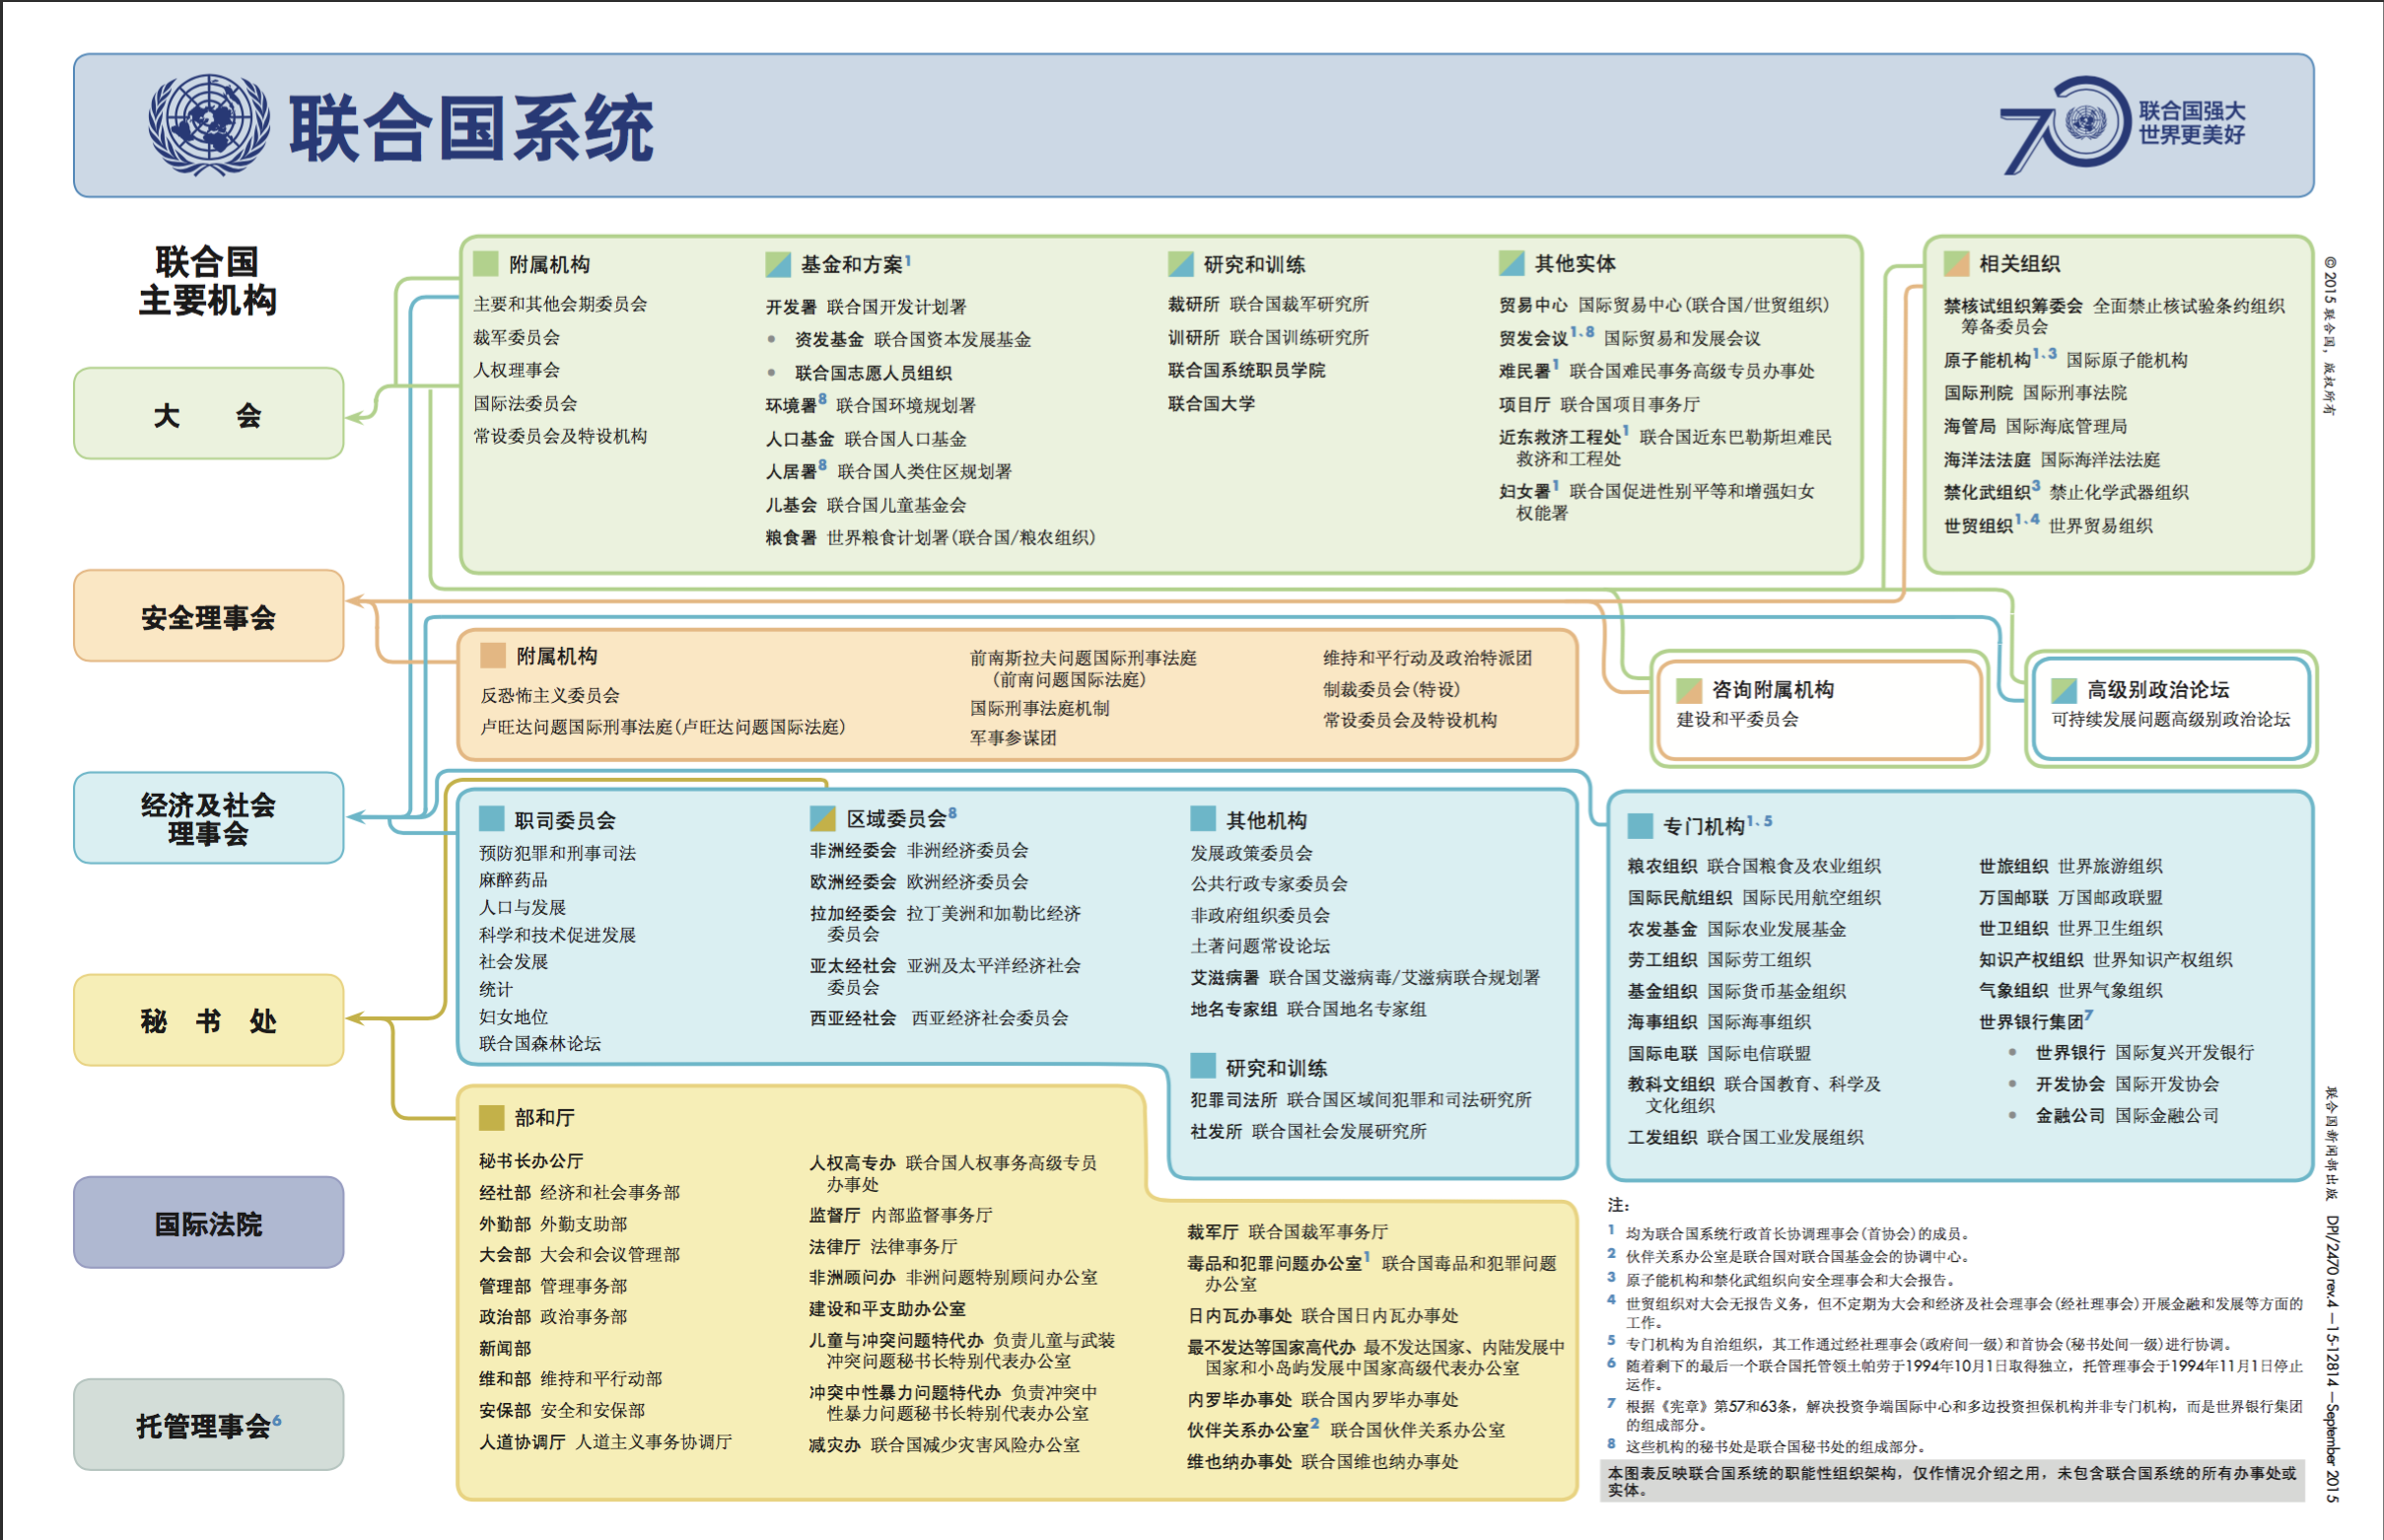 联合国系统
70
联合国强大
世界更美好
联合国
主要机构
大 会
安全理事会
经济及社会
理事会
秘 书 处
国际法院
托管理事会6
附属机构
主要和其他会期委员会
裁军委员会
人权理事会
国际法委员会
常设委员会及特设机构
基金和方案1
开发署 联合国开发计划署
• 资发基金 联合国资本发展基金
• 联合国志愿人员组织
环境署8 联合国环境规划署
人口基金 联合国人口基金
人居署8 联合国人类住区规划署
儿基会 联合国儿童基金会
粮食署 世界粮食计划署(联合国/粮农组织)
研究和训练
裁研所 联合国裁军研究所
训研所 联合国训练研究所
联合国系统职员学院
联合国大学
其他实体
贸易中心 国际贸易中心(联合国/世贸组织)
贸发会议1、8 国际贸易和发展会议
难民署1 联合国难民事务高级专员办事处
项目厅 联合国项目事务厅
近东救济工程处1 联合国近东巴勒斯坦难民
救济和工程处
妇女署1 联合国促进性别平等和增强妇女
权能署
相关组织
禁核试组织筹委会 全面禁止核试验条约组织
筹备委员会
原子能机构1、3 国际原子能机构
国际刑院 国际刑事法院
海管局 国际海底管理局
海洋法法庭 国际海洋法法庭
禁化武组织3 禁止化学武器组织
世贸组织1、4 世界贸易组织
附属机构
反恐怖主义委员会
卢旺达问题国际刑事法庭(卢旺达问题国际法庭)
前南斯拉夫问题国际刑事法庭
(前南问题国际法庭)
国际刑事法庭机制
军事参谋团
维持和平行动及政治特派团
制裁委员会(特设)
常设委员会及特设机构
咨询附属机构
建设和平委员会
高级别政治论坛
可持续发展问题高级别政治论坛
职司委员会
预防犯罪和刑事司法
麻醉药品
人口与发展
科学和技术促进发展
社会发展
统计
妇女地位
联合国森林论坛
区域委员会8
非洲经委会 非洲经济委员会
欧洲经委会 欧洲经济委员会
拉加经委会 拉丁美洲和加勒比经济
委员会
亚太经社会 亚洲及太平洋经济社会
委员会
西亚经社会 西亚经济社会委员会
其他机构
发展政策委员会
公共行政专家委员会
非政府组织委员会
土著问题常设论坛
艾滋病署 联合国艾滋病毒/艾滋病联合规划署
地名专家组 联合国地名专家组
研究和训练
犯罪司法所 联合国区域间犯罪和司法研究所
社发所 联合国社会发展研究所
专门机构1、5
粮农组织 联合国粮食及农业组织
国际民航组织 国际民用航空组织
农发基金 国际农业发展基金
劳工组织 国际劳工组织
基金组织 国际货币基金组织
海事组织 国际海事组织
国际电联 国际电信联盟
教科文组织 联合国教育、科学及
文化组织
工发组织 联合国工业发展组织
世旅组织 世界旅游组织
万国邮联 万国邮政联盟
世卫组织 世界卫生组织
知识产权组织 世界知识产权组织
气象组织 世界气象组织
世界银行集团7
• 世界银行 国际复兴开发银行
• 开发协会 国际开发协会
• 金融公司 国际金融公司
部和厅
秘书长办公厅
经社部 经济和社会事务部
外勤部 外勤支助部
大会部 大会和会议管理部
管理部 管理事务部
政治部 政治事务部
新闻部
维和部 维持和平行动部
安保部 安全和安保部
人道协调厅 人道主义事务协调厅
人权高专办 联合国人权事务高级专员
办事处
监督厅 内部监督事务厅
法律厅 法律事务厅
非洲顾问办 非洲问题特别顾问办公室
建设和平支助办公室
儿童与冲突问题特代办 负责儿童与武装
冲突问题秘书长特别代表办公室
冲突中性暴力问题特代办 负责冲突中
性暴力问题秘书长特别代表办公室
减灾办 联合国减少灾害风险办公室
裁军厅 联合国裁军事务厅
毒品和犯罪问题办公室1 联合国毒品和犯罪问题
办公室
日内瓦办事处 联合国日内瓦办事处
最不发达等国家高代办 最不发达国家、内陆发展中
国家和小岛屿发展中国家高级代表办公室
内罗毕办事处 联合国内罗毕办事处
伙伴关系办公室2 联合国伙伴关系办公室
维也纳办事处 联合国维也纳办事处
注：
1 均为联合国系统行政首长协调理事会(首协会)的成员。
2 伙伴关系办公室是联合国对联合国基金会的协调中心。
3 原子能机构和禁化武组织向安全理事会和大会报告。
4 世贸组织对大会无报告义务，但不定期为大会和经济及社会理事会(经社理事会)开展金融和发展等方面的
工作。
5 专门机构为自治组织，其工作通过经社理事会(政府间一级)和首协会(秘书处间一级)进行协调。
6 随着剩下的最后一个联合国托管领土帕劳于1994年10月1日取得独立，托管理事会于1994年11月1日停止
运作。
7 根据《宪章》第57和63条，解决投资争端国际中心和多边投资担保机构并非专门机构，而是世界银行集团
的组成部分。
8 这些机构的秘书处是联合国秘书处的组成部分。
本图表反映联合国系统的职能性组织架构，仅作情况介绍之用，未包含联合国系统的所有办事处或
实体。
© 2015 联合国，版权所有
联合国新闻部出版 DPI/2470 rev.4 —15-12814 —September 2015